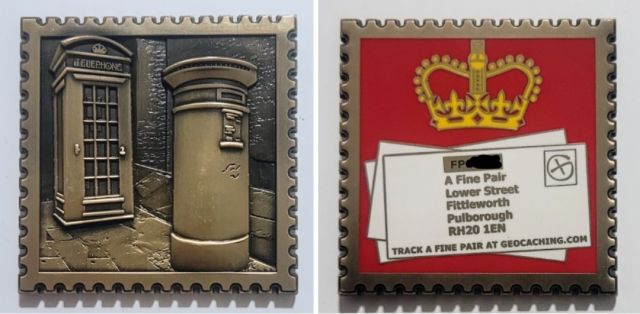 TELEPHONE
FP
A Fine Pair
Lower Street
Fittleworth
Pulborough
RH20 1EN
TRACK A FINE PAIR AT GEOCACHING.COM